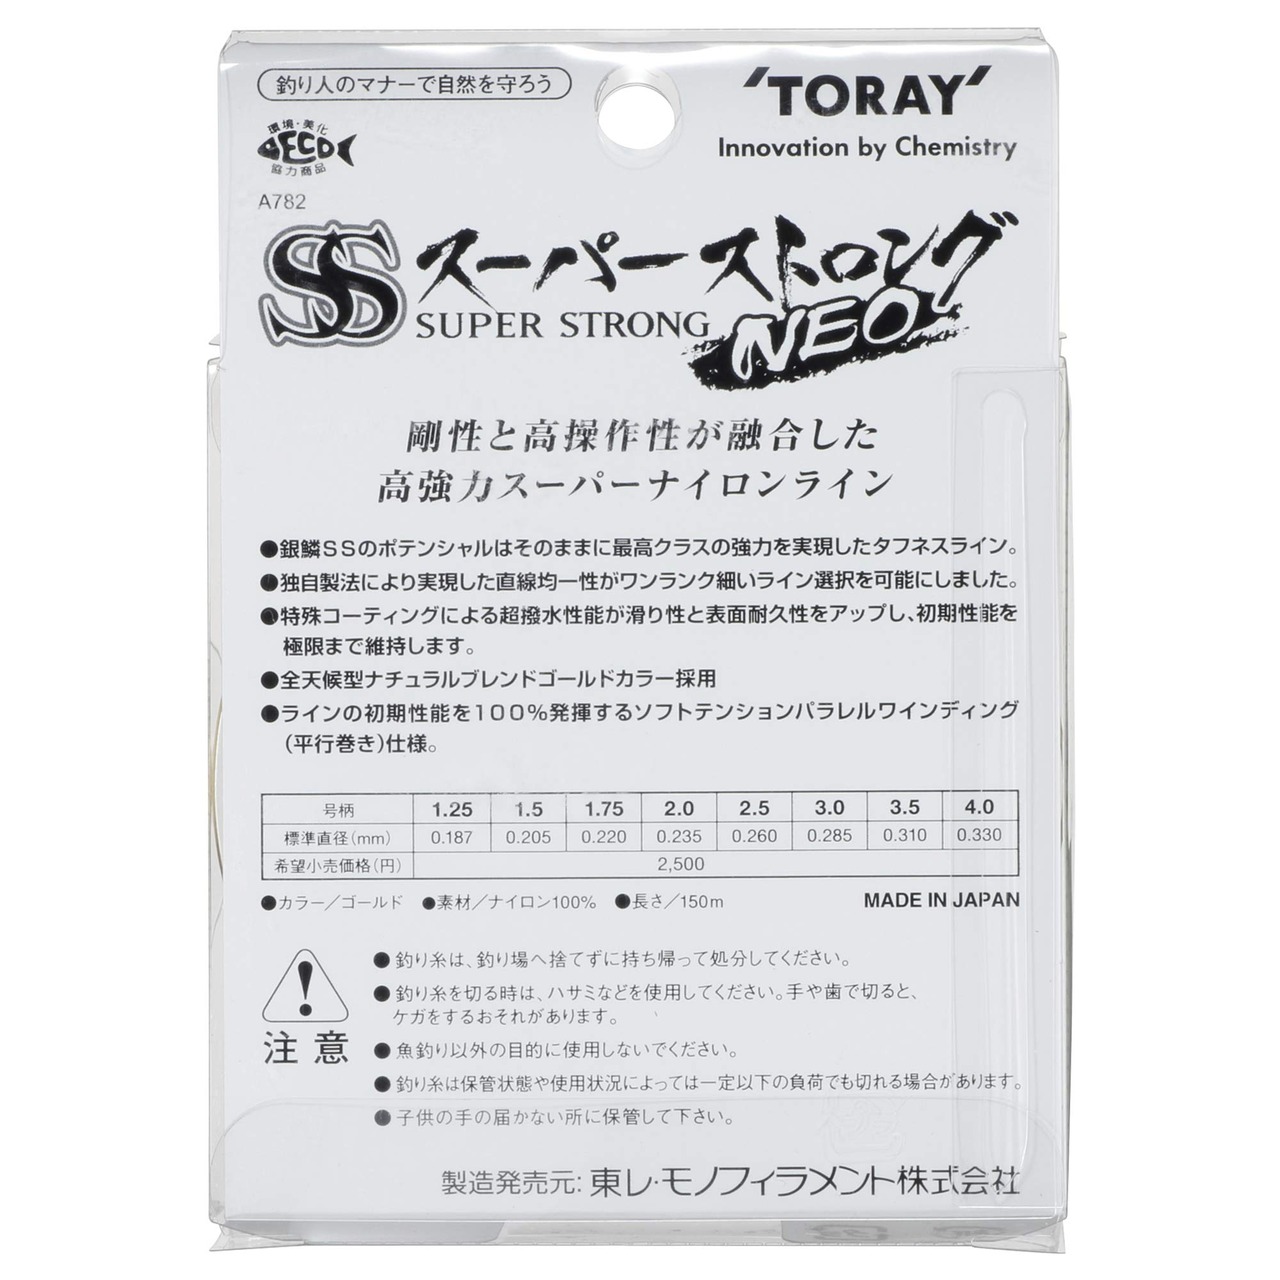 釣り人のマナーで自然を守ろう
'TORAY'
Innovation by Chemistry
環境・美化
ECO
協力商品
A782
SS スーパーストロング
SUPER STRONG NEO
剛性と高操作性が融合した
高強力スーパーナイロンライン
●銀鱗SSのポテンシャルはそのままに最高クラスの強力を実現したタフネスライン。
●独自製法により実現した直線均一性がワンランク細いライン選択を可能にしました。
●特殊コーティングによる超撥水性能が滑り性と表面耐久性をアップし、初期性能を
極限まで維持します。
●全天候型ナチュラルブレンドゴールドカラー採用
●ラインの初期性能を100%発揮するソフトテンションパラレルワインディング
(平行巻き)仕様。
号柄 1.25 1.5 1.75 2.0 2.5 3.0 3.5 4.0
標準直径(mm) 0.187 0.205 0.220 0.235 0.260 0.285 0.310 0.330
希望小売価格(円) 2,500
●カラー/ゴールド ●素材/ナイロン100% ●長さ/150m MADE IN JAPAN
●釣り糸は、釣り場へ捨てずに持ち帰って処分してください。
●釣り糸を切る時は、ハサミなどを使用してください。手や歯で切ると、
ケガをするおそれがあります。
注意
●魚釣り以外の目的に使用しないでください。
●釣り糸は保管状態や使用状況によっては一定以下の負荷でも切れる場合があります。
●子供の手の届かない所に保管して下さい。
製造発売元:東レ・モノフィラメント株式会社